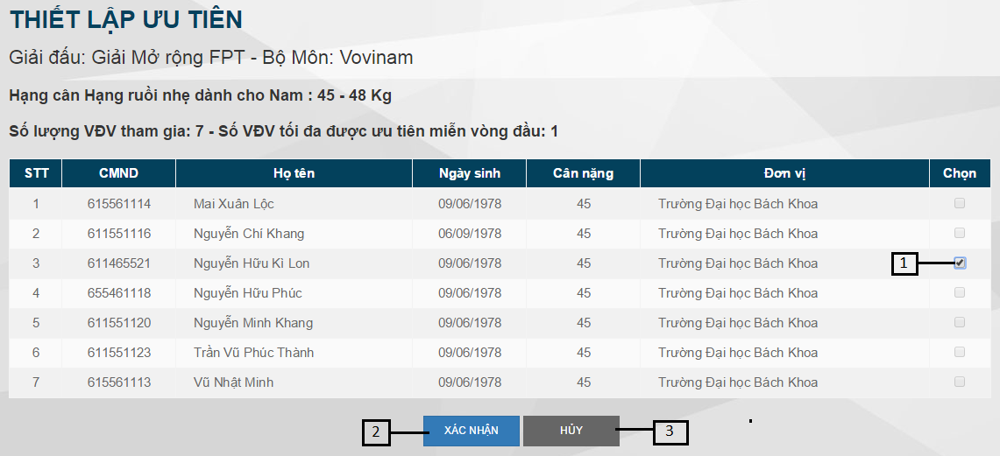 THIẾT LẬP ƯU TIÊN
Giải đấu: Giải Mở rộng FPT - Bộ Môn: Vovinam
Hạng cân Hạng ruồi nhẹ dành cho Nam : 45 - 48 Kg
Số lượng VĐV tham gia: 7 - Số VĐV tối đa được ưu tiên miễn vòng đầu: 1
STT CMND Họ tên Ngày sinh Cân nặng Đơn vị Chọn
1 615561114 Mai Xuân Lộc 09/06/1978 45 Trường Đại học Bách Khoa
2 611551116 Nguyễn Chí Khang 06/09/1978 45 Trường Đại học Bách Khoa
3 611465521 Nguyễn Hữu Kì Lon 09/06/1978 45 Trường Đại học Bách Khoa 1
4 655461118 Nguyễn Hữu Phúc 09/06/1978 45 Trường Đại học Bách Khoa
5 611551120 Nguyễn Minh Khang 09/06/1978 45 Trường Đại học Bách Khoa
6 611551123 Trần Vũ Phúc Thành 09/06/1978 45 Trường Đại học Bách Khoa
7 615561113 Vũ Nhật Minh 09/06/1978 45 Trường Đại học Bách Khoa
2 XÁC NHẬN HỦY 3